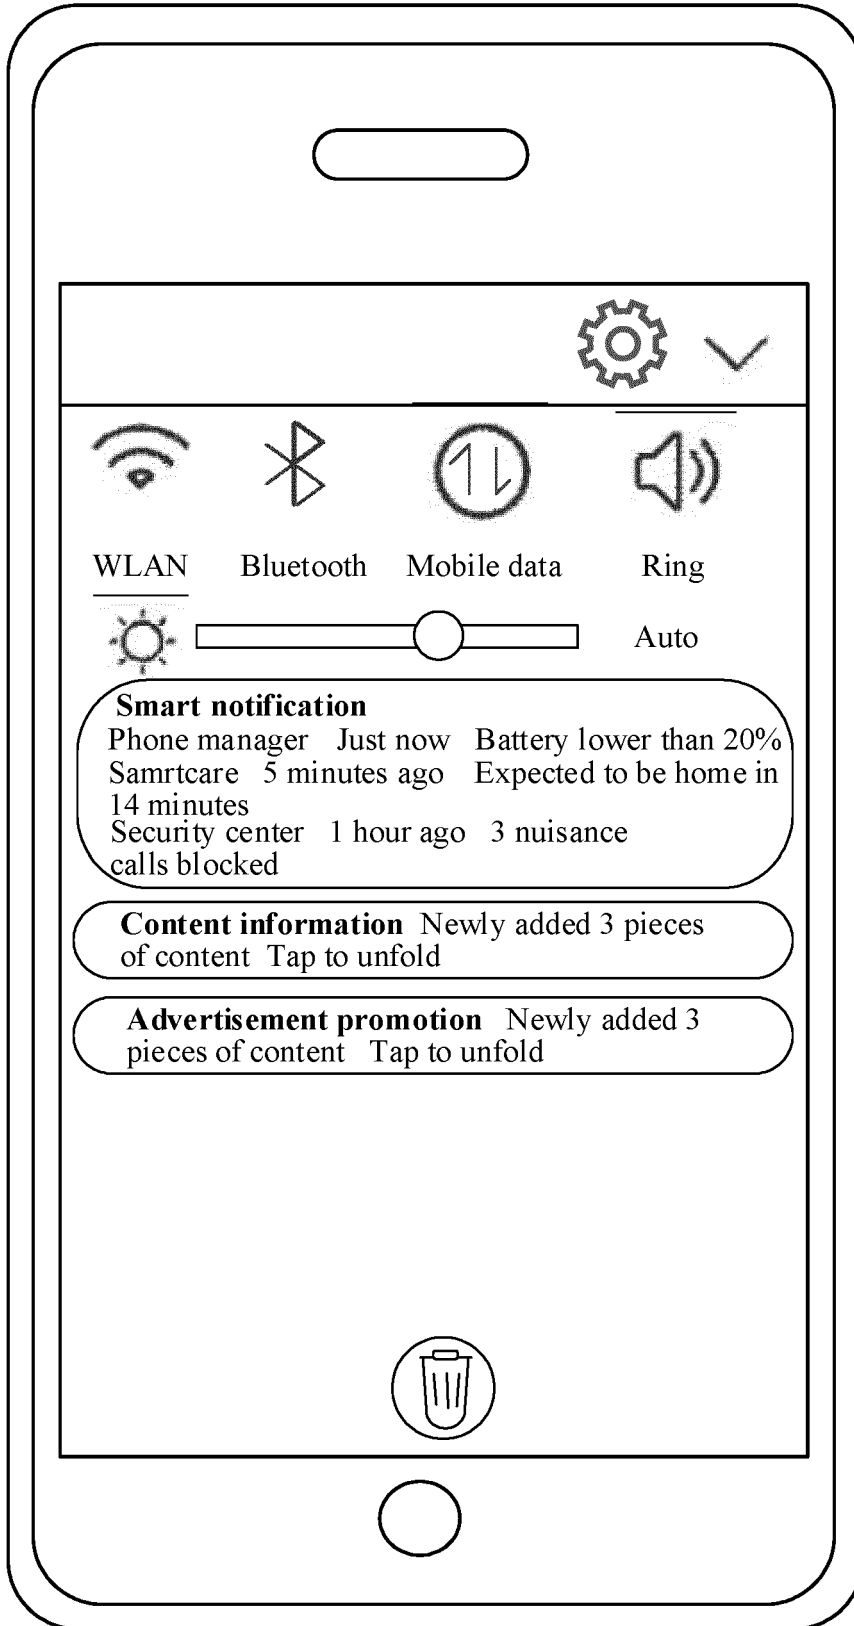 WLAN Bluetooth Mobile data Ring
Auto
Smart notification
Phone manager Just now Battery lower than 20%
Samrtcare 5 minutes ago Expected to be home in
14 minutes
Security center 1 hour ago 3 nuisance
calls blocked
Content information Newly added 3 pieces
of content Tap to unfold
Advertisement promotion Newly added 3
pieces of content Tap to unfold